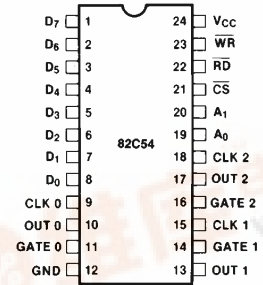 D7 1 24 VCC
D6 2 23 WR
D5 3 22 RD
D4 4 21 CS
D3 5 20 A1
D2 6 19 A0
82C54
D1 7 18 CLK 2
D0 8 17 OUT 2
CLK 0 9 16 GATE 2
OUT 0 10 15 CLK 1
GATE 0 11 14 GATE 1
GND 12 13 OUT 1